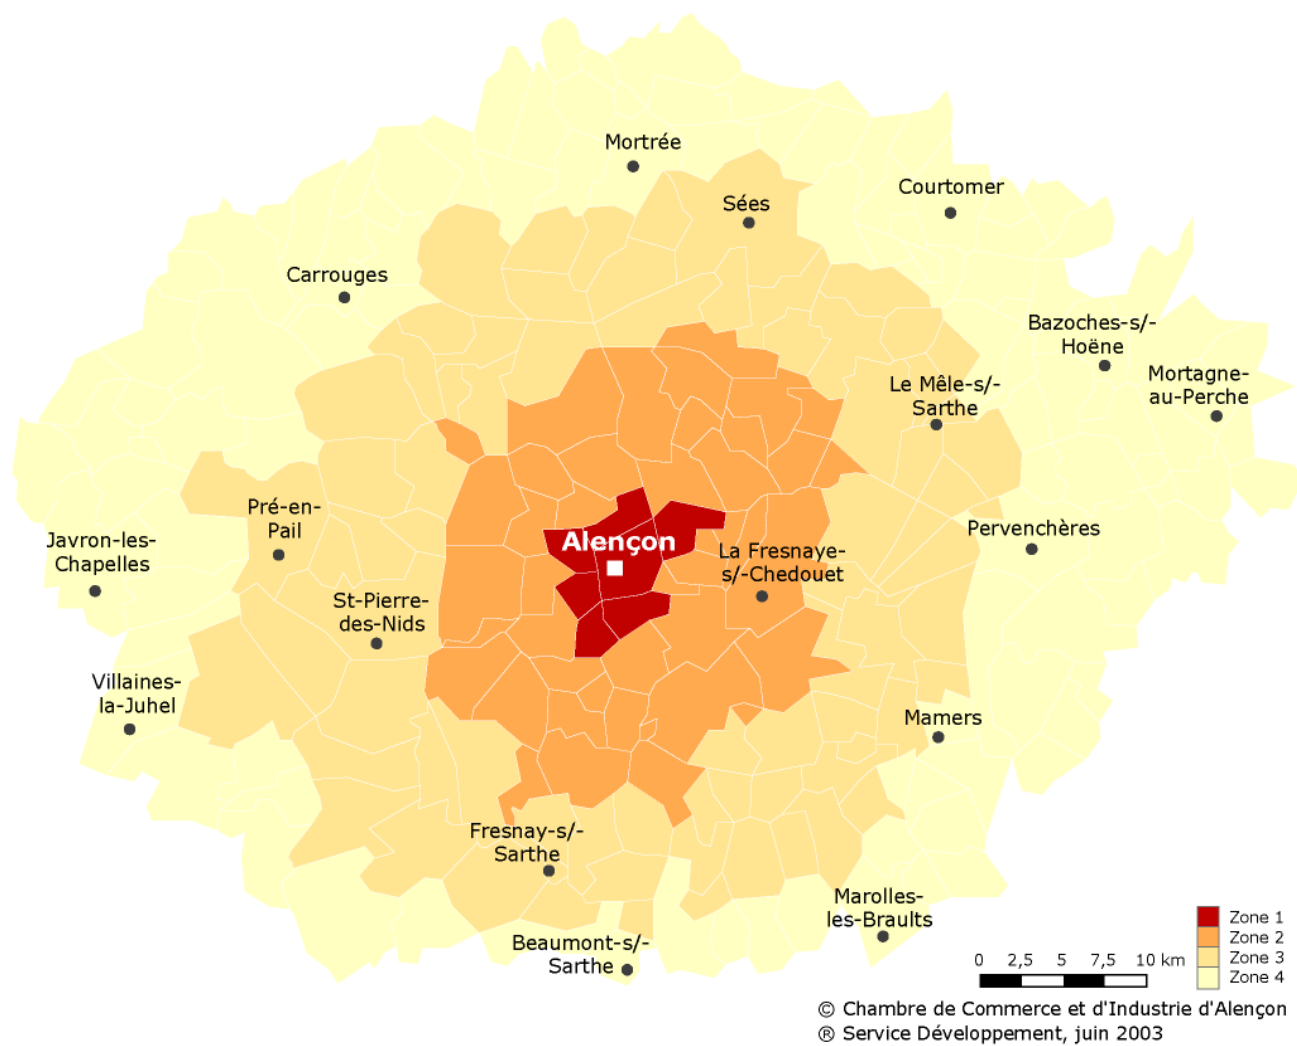 Mortrée
Courtomer
Sées
Carrouges
Bazoches-s/-
Hoëne
Mortagne-
au-Perche
Le Mêle-s/-
Sarthe
Pré-en-
Pail
Pervenchères
Javron-les-
Chapelles
Alençon
La Fresnaye-
s/-Chedouet
St-Pierre-
des-Nids
Villaines-
la-Juhel
Mamers
Fresnay-s/-
Sarthe
Marolles-
les-Braults
Beaumont-s/-
Sarthe
Zone 1
Zone 2
Zone 3
Zone 4
0 2,5 5 7,5 10 km
© Chambre de Commerce et d'Industrie d'Alençon
® Service Développement, juin 2003